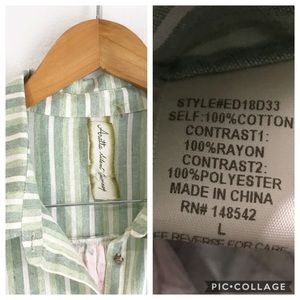 STYLE#ED18D33
SELF:100%COTTON
CONTRAST1:
100%RAYON
CONTRAST2:
100%POLYESTER
MADE IN CHINA
RN# 148542
L
REVERSE FOR CARE
PIC•COLLAGE